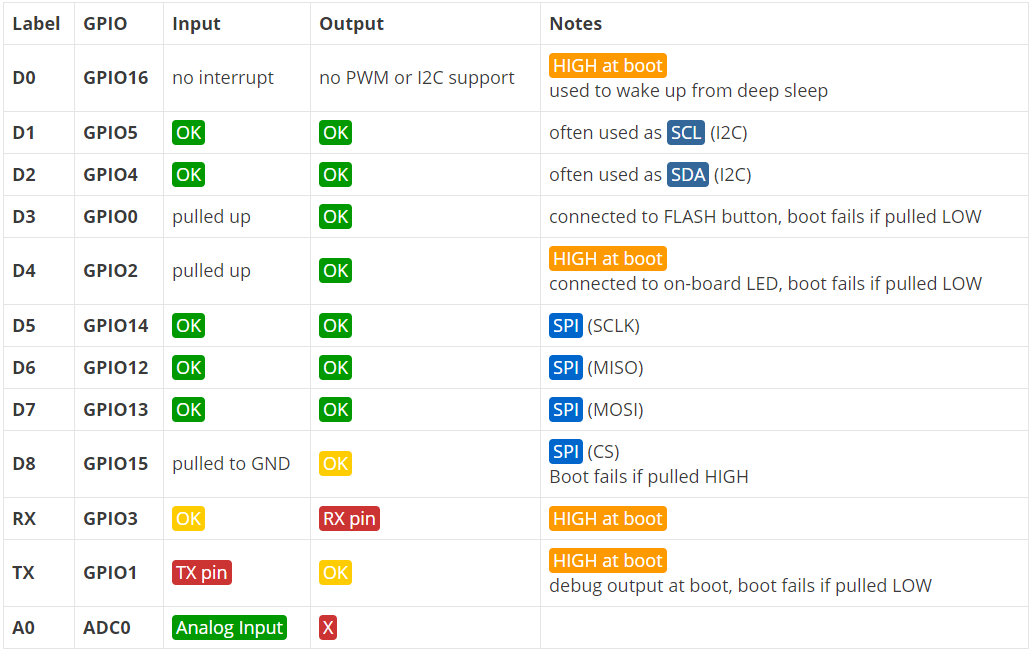 Label GPIO Input Output Notes
D0 GPIO16 no interrupt no PWM or I2C support HIGH at boot
used to wake up from deep sleep
D1 GPIO5 OK OK often used as SCL (I2C)
D2 GPIO4 OK OK often used as SDA (I2C)
D3 GPIO0 pulled up OK connected to FLASH button, boot fails if pulled LOW
D4 GPIO2 pulled up OK HIGH at boot
connected to on-board LED, boot fails if pulled LOW
D5 GPIO14 OK OK SPI (SCLK)
D6 GPIO12 OK OK SPI (MISO)
D7 GPIO13 OK OK SPI (MOSI)
D8 GPIO15 pulled to GND OK SPI (CS)
Boot fails if pulled HIGH
RX GPIO3 OK RX pin HIGH at boot
TX GPIO1 TX pin OK HIGH at boot
debug output at boot, boot fails if pulled LOW
A0 ADC0 Analog Input X